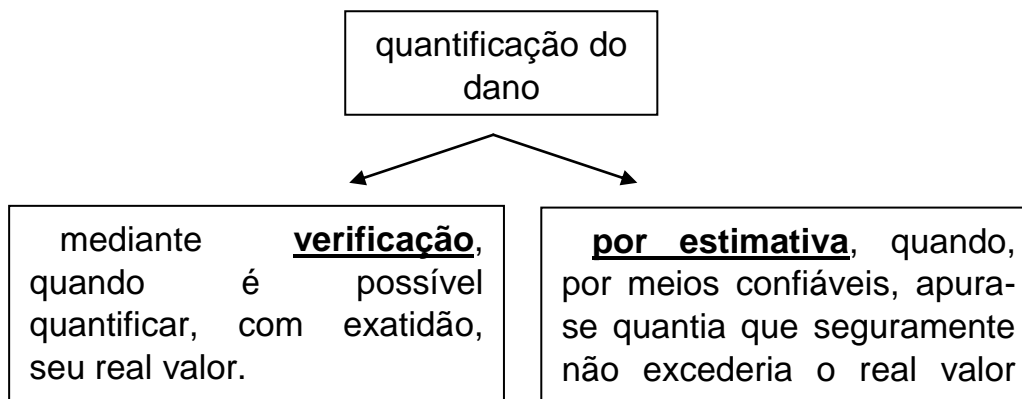 quantificação do
dano
mediante verificação,
quando é possível
quantificar, com exatidão,
seu real valor.
por estimativa, quando,
por meios confiáveis, apura-
se quantia que seguramente
não excederia o real valor